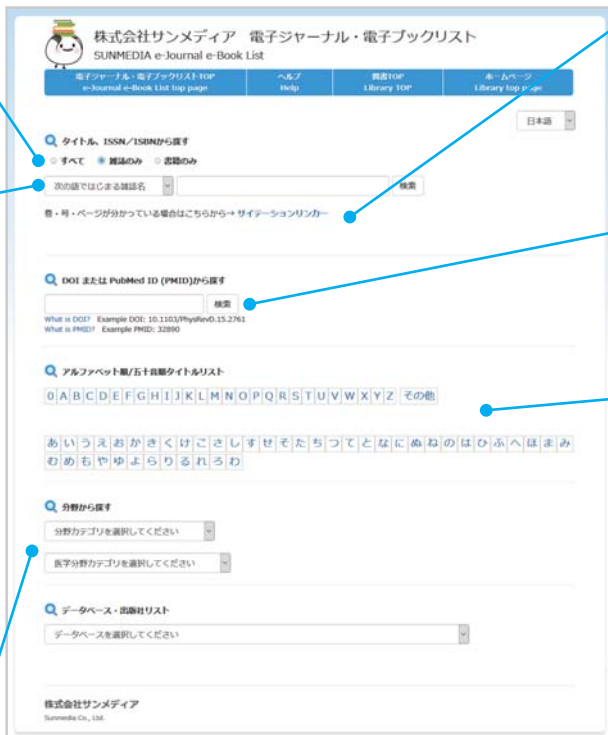 株式会社サンメディア 電子ジャーナル・電子ブックリスト
SUNMEDIA e-Journal e-Book List
電子ジャーナル・電子ブックリストTOP
e-Journal e-Book List top page
ヘルプ
Help
図書TOP
Library TOP
ホームページ
Library top page
日本語
タイトル、ISSN/ISBNから探す
すべて 雑誌のみ 書籍のみ
次の語ではじまる雑誌名 検索
巻・号・ページが分かっている場合はこちらから→ サイテーションリンカー
DOI または PubMed ID (PMID)から探す
検索
What is DOI? Example DOI: 10.1103/PhysRevD.15.2761
What is PMID? Example PMID: 32890
アルファベット順/五十音順タイトルリスト
0 A B C D E F G H I J K L M N O P Q R S T U V W X Y Z その他
あ い う え お か き く け こ さ し す せ そ た ち つ て と な に ぬ ね の は ひ ふ へ ほ ま み
む め も や ゆ よ ら り る れ ろ わ
分野から探す
分野カテゴリを選択してください
医学分野カテゴリを選択してください
データベース・出版社リスト
データベースを選択してください
株式会社サンメディア
Sunmedia Co., Ltd.